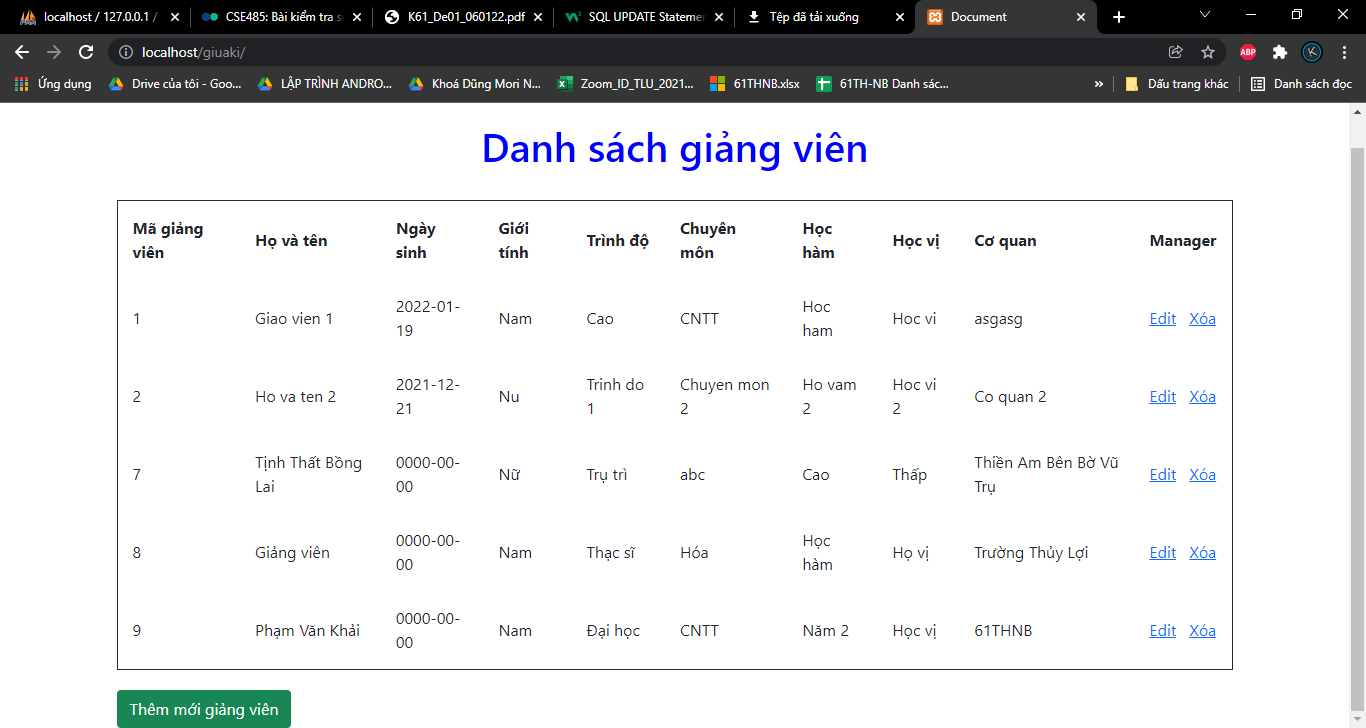 localhost / 127.0.0.1 /
CSE485: Bài kiểm tra s
K61_De01_060122.pdf
SQL UPDATE Statemen
Tệp đã tải xuống
Document
localhost/giuaki/
ABP
K
Ứng dụng
Drive của tôi - Goo...
LẬP TRÌNH ANDRO...
Khoá Dũng Mori N...
Zoom_ID_TLU_2021...
61THNB.xlsx
61TH-NB Danh sác...
»
Dấu trang khác
Danh sách đọc
Danh sách giảng viên
Mã giảng viên Họ và tên Ngày sinh Giới tính Trình độ Chuyên môn Học hàm Học vị Cơ quan Manager
1 Giao vien 1 2022-01-19 Nam Cao CNTT Hoc ham Hoc vi asgasg Edit Xóa
2 Ho va ten 2 2021-12-21 Nu Trinh do 1 Chuyen mon 2 Ho vam 2 Hoc vi 2 Co quan 2 Edit Xóa
7 Tịnh Thất Bồng Lai 0000-00-00 Nữ Trụ trì abc Cao Thấp Thiền Am Bên Bờ Vũ Trụ Edit Xóa
8 Giảng viên 0000-00-00 Nam Thạc sĩ Hóa Học hàm Họ vị Trường Thủy Lợi Edit Xóa
9 Phạm Văn Khải 0000-00-00 Nam Đại học CNTT Năm 2 Học vị 61THNB Edit Xóa
Thêm mới giảng viên